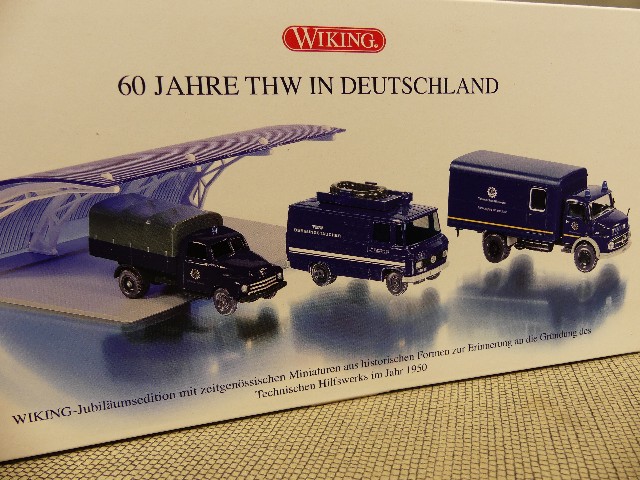 WIKING
60 JAHRE THW IN DEUTSCHLAND
WIKING-Jubiläumsedition mit zeitgenössischen Miniaturen aus historischen Formen zur Erinnerung an die Gründung des
Technischen Hilfswerks im Jahr 1950